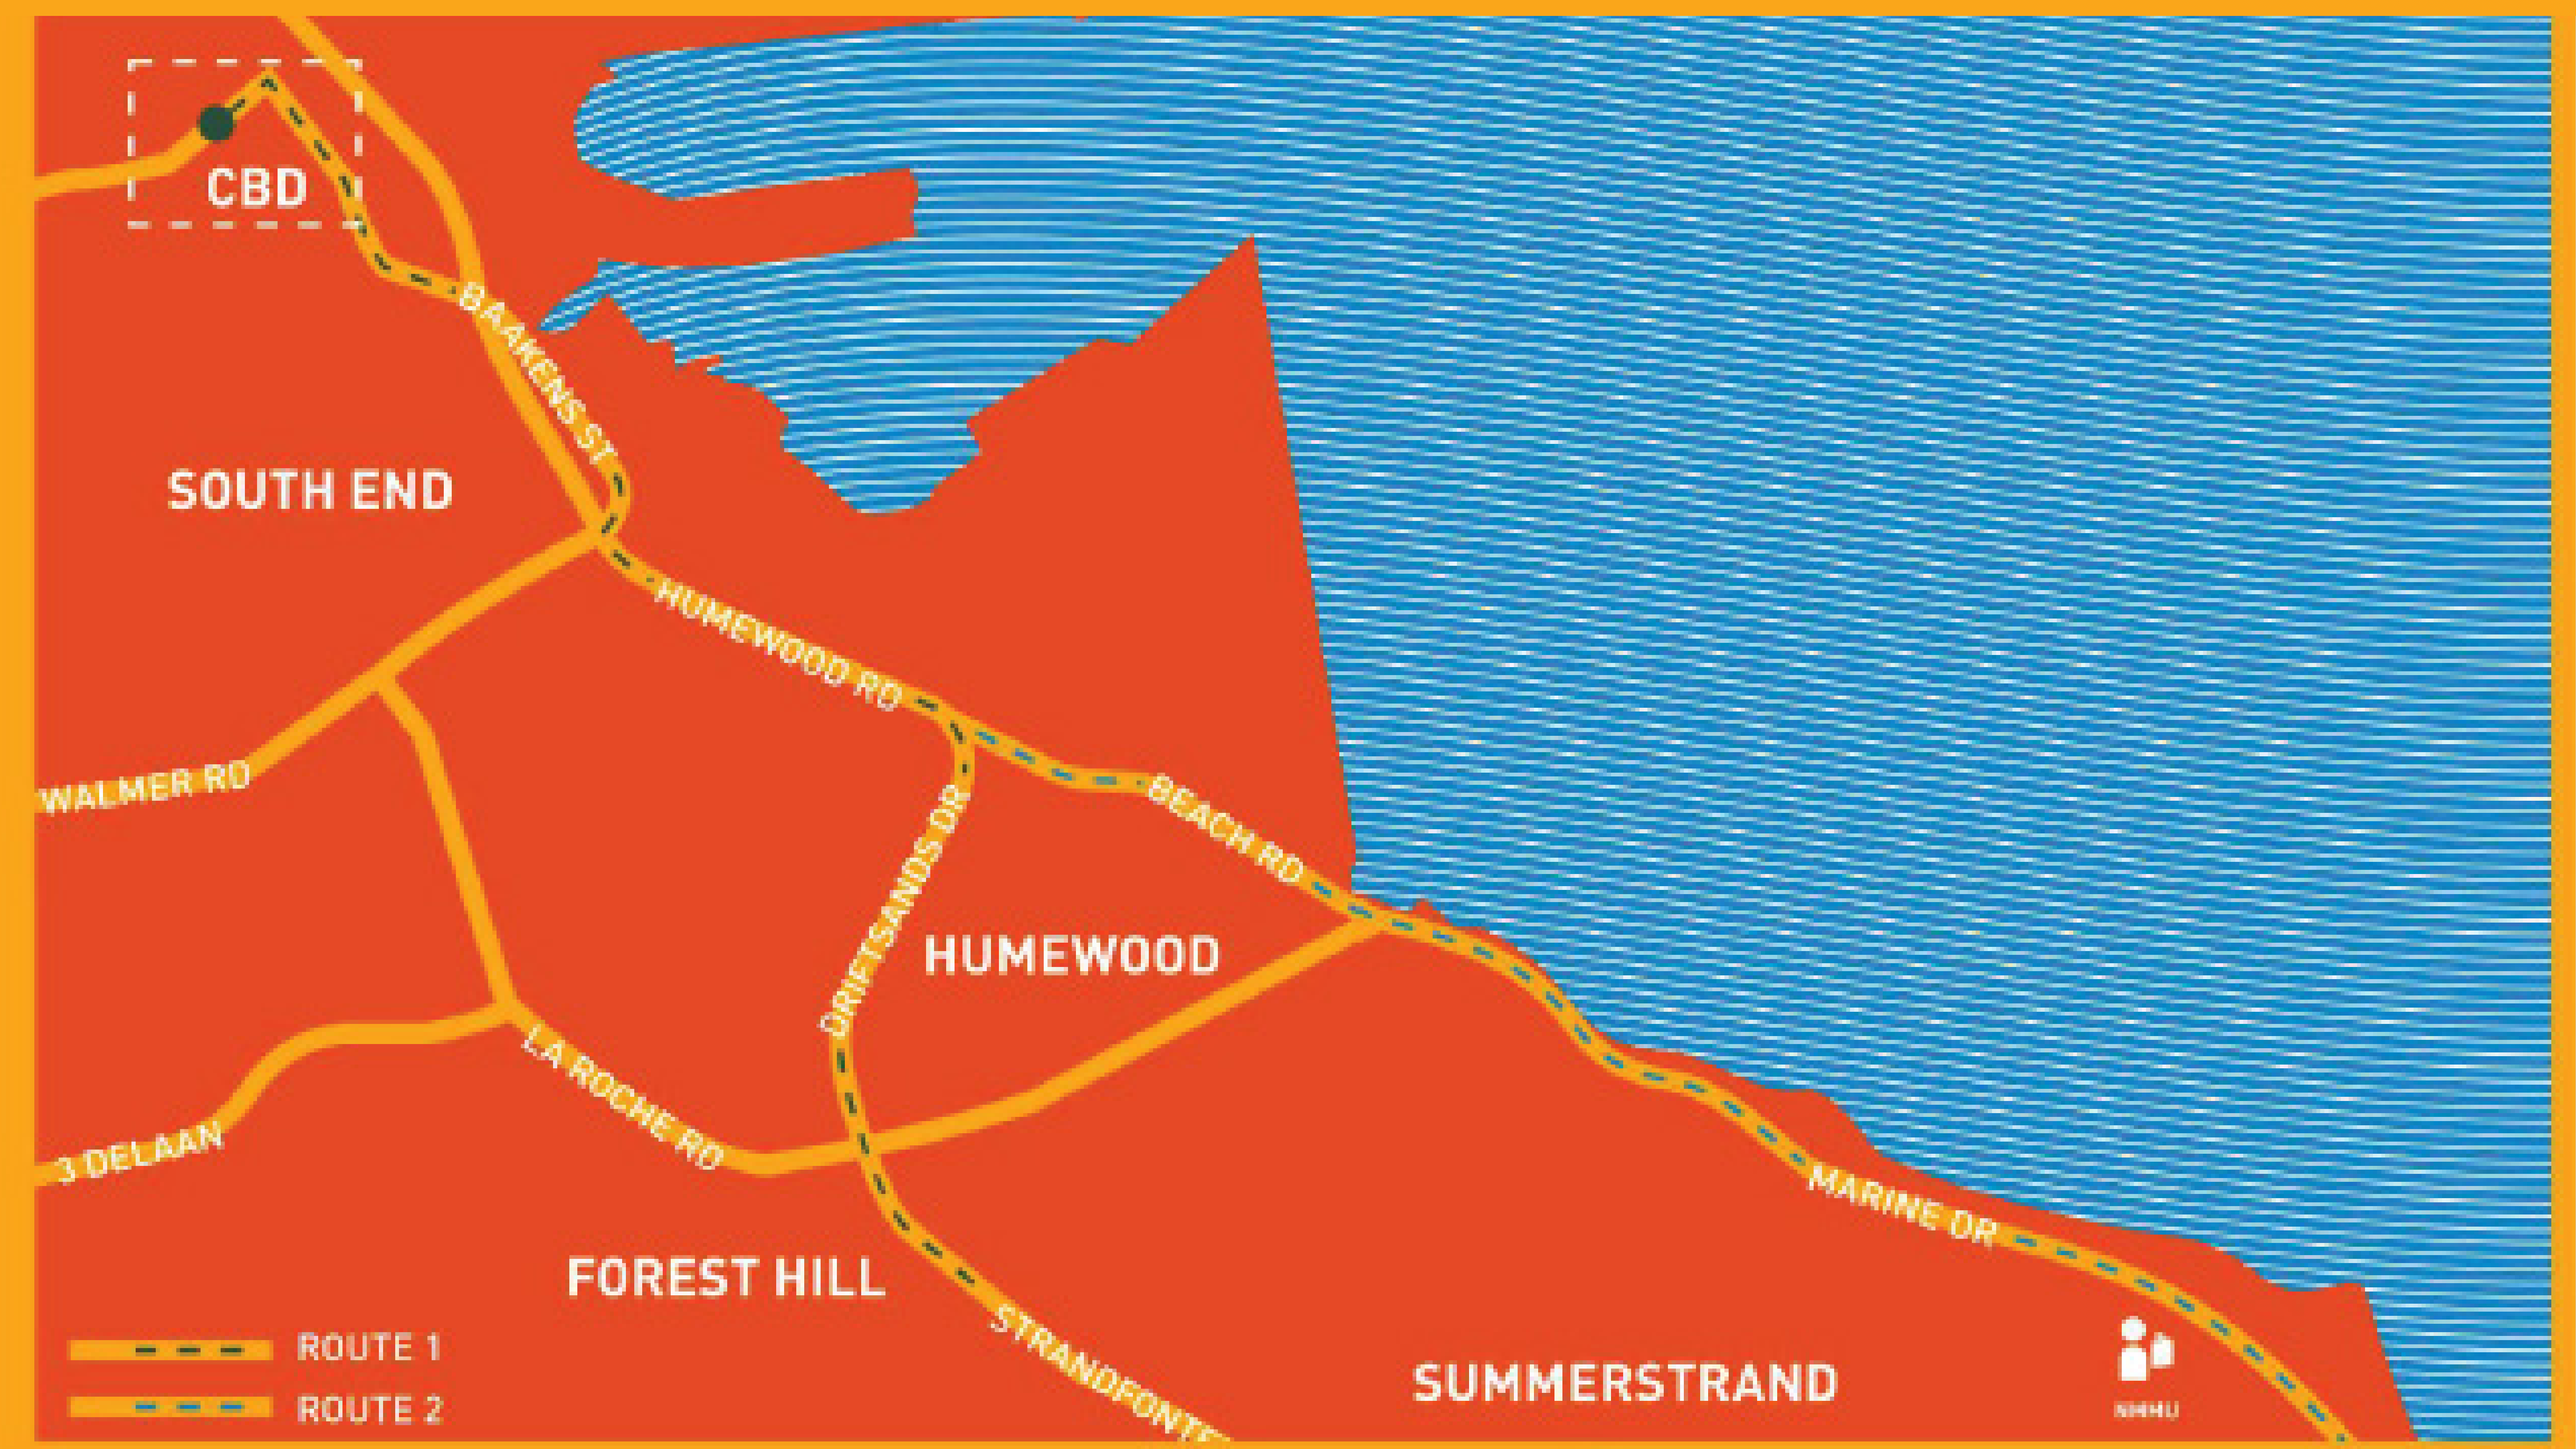 CBD
BAAKENS ST
SOUTH END
HUMEWOOD RD
WALMER RD
BEACH RD
DRIFTSANDS DR
HUMEWOOD
LA ROCHE RD
3 DELAAN
MARINE DR
FOREST HILL
STRANDFONTE
ROUTE 1
SUMMERSTRAND
ROUTE 2
NMMU